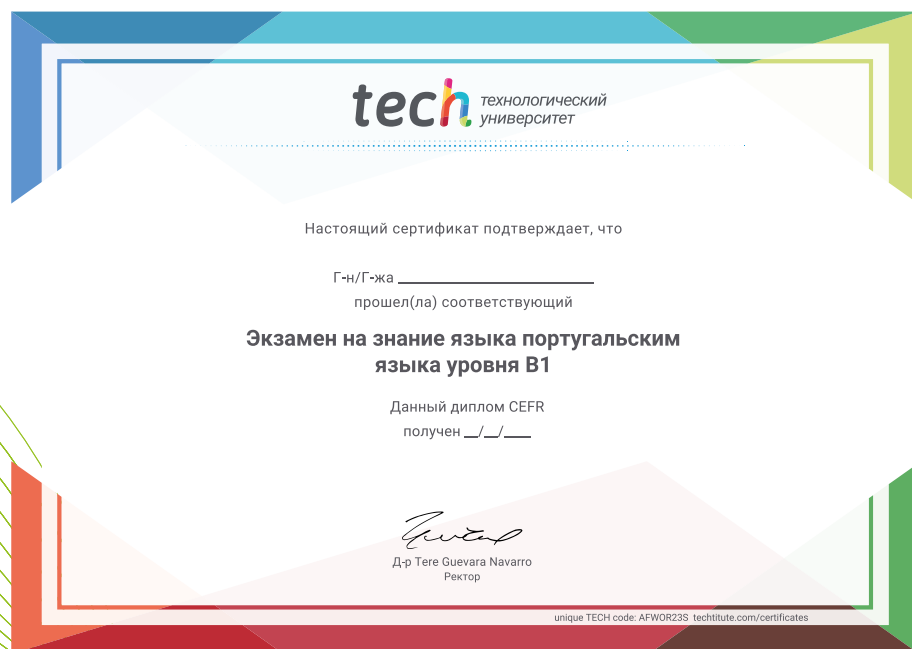 tech технологический
университет
Настоящий сертификат подтверждает, что
Г-н/Г-жа ____________________
прошел(ла) соответствующий
Экзамен на знание языка португальским
языка уровня B1
Данный диплом CEFR
получен __/__/____
Д-р Tere Guevara Navarro
Ректор
unique TECH code: AFWOR23S techtitute.com/certificates